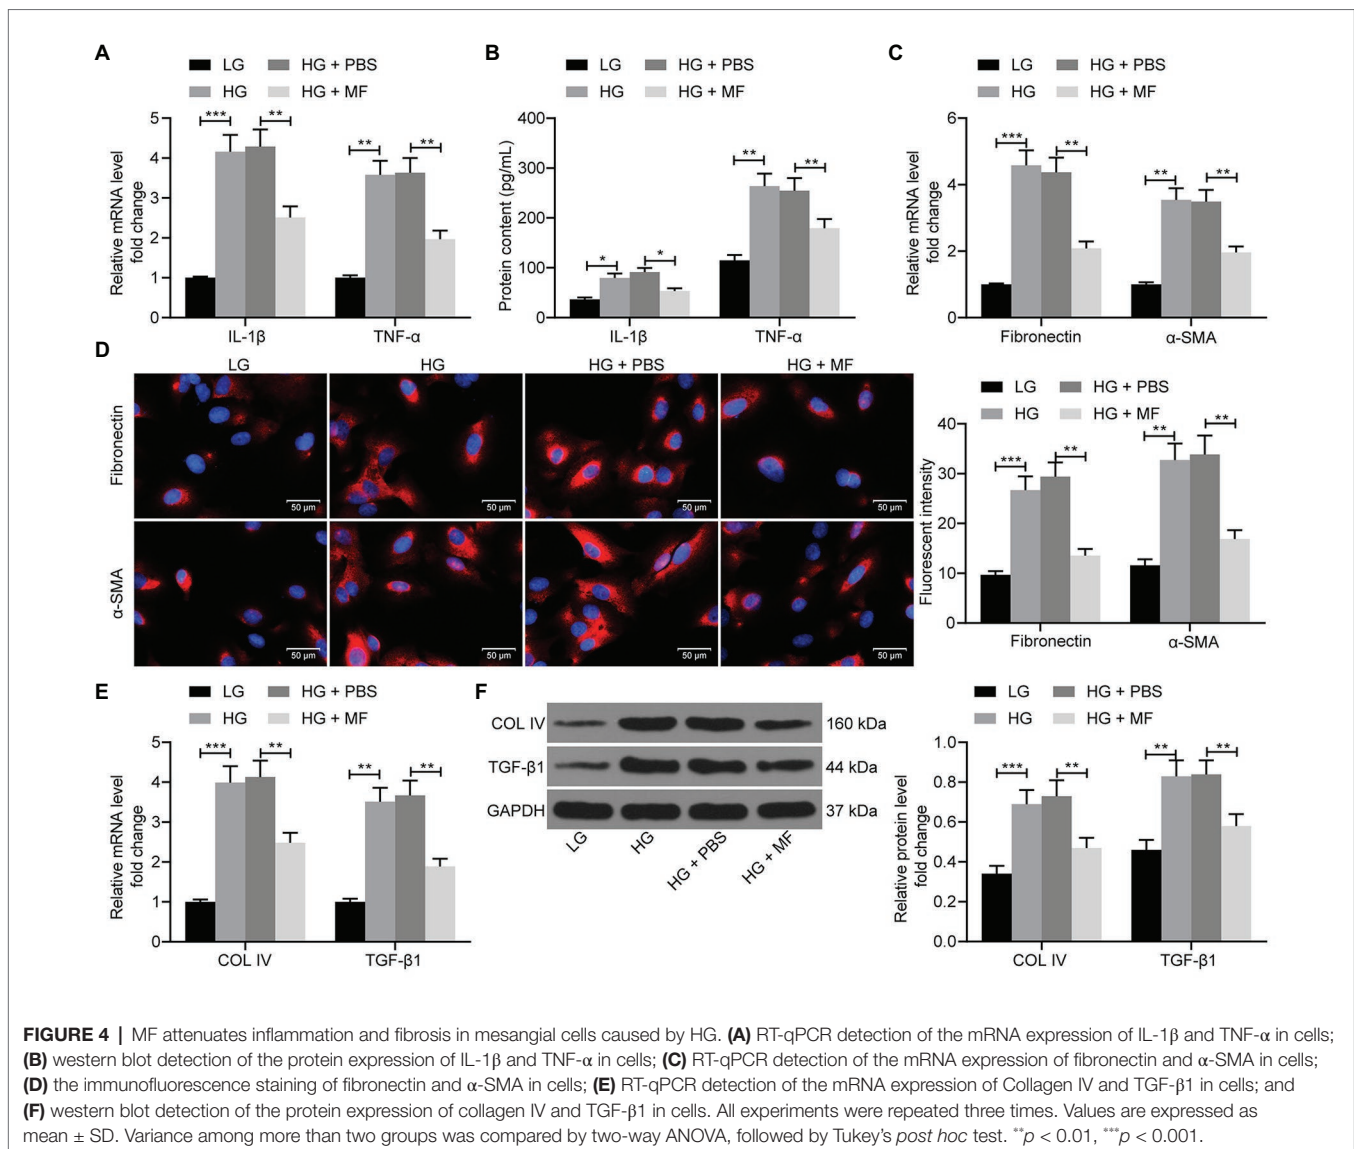 A
LG
HG + PBS
HG
HG + MF
Relative mRNA level
fold change
5
4
3
2
1
0
***
**
**
**
IL-1β
TNF-α
B
LG
HG + PBS
HG
HG + MF
Protein content (pg/mL)
400
300
200
100
0
*
*
**
**
IL-1β
TNF-α
C
LG
HG + PBS
HG
HG + MF
Relative mRNA level
fold change
6
4
2
0
***
**
**
**
Fibronectin
α-SMA
D
LG
HG
HG + PBS
HG + MF
Fibronectin
50 µm
50 µm
50 µm
50 µm
α-SMA
50 µm
50 µm
50 µm
50 µm
LG
HG + PBS
HG
HG + MF
Fluorescent intensity
40
30
20
10
0
***
**
**
**
Fibronectin
α-SMA
E
LG
HG + PBS
HG
HG + MF
Relative mRNA level
fold change
5
4
3
2
1
0
***
**
**
**
COL IV
TGF-β1
F
COL IV
160 kDa
TGF-β1
44 kDa
GAPDH
37 kDa
LG
HG
HG + PBS
HG + MF
LG
HG + PBS
HG
HG + MF
Relative protein level
fold change
1.0
0.8
0.6
0.4
0.2
0.0
***
**
**
**
COL IV
TGF-β1
FIGURE 4 | MF attenuates inflammation and fibrosis in mesangial cells caused by HG. (A) RT-qPCR detection of the mRNA expression of IL-1β and TNF-α in cells;
(B) western blot detection of the protein expression of IL-1β and TNF-α in cells; (C) RT-qPCR detection of the mRNA expression of fibronectin and α-SMA in cells;
(D) the immunofluorescence staining of fibronectin and α-SMA in cells; (E) RT-qPCR detection of the mRNA expression of Collagen IV and TGF-β1 in cells; and
(F) western blot detection of the protein expression of collagen IV and TGF-β1 in cells. All experiments were repeated three times. Values are expressed as
mean ± SD. Variance among more than two groups was compared by two-way ANOVA, followed by Tukey's post hoc test. **p < 0.01, ***p < 0.001.